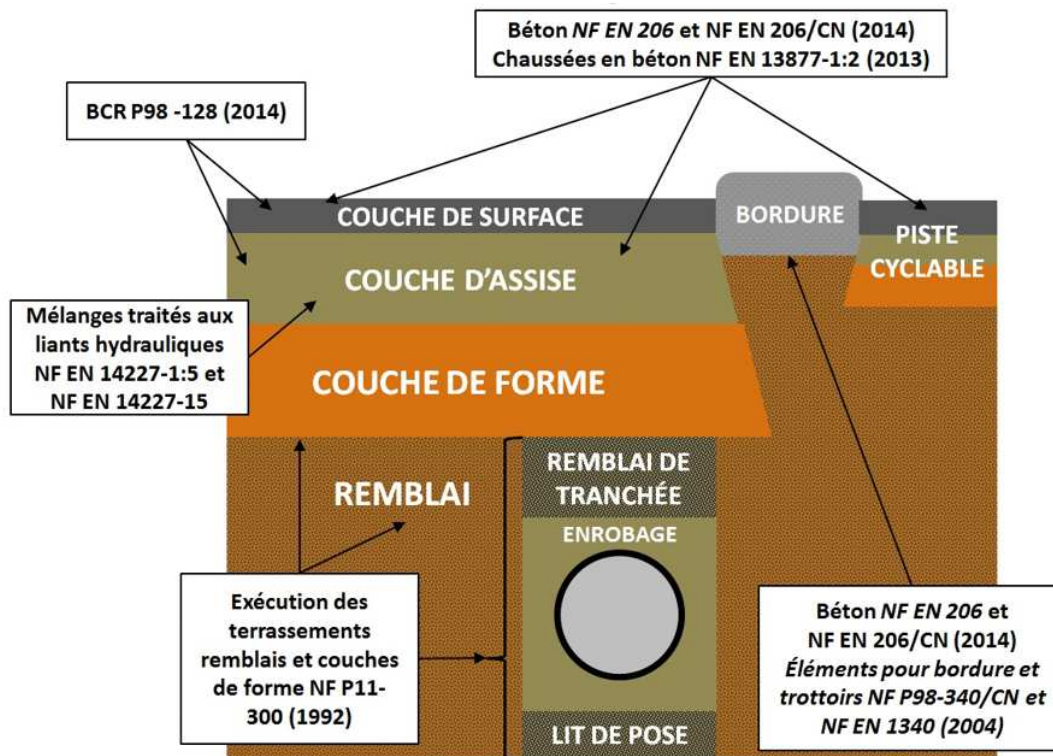 Béton NF EN 206 et NF EN 206/CN (2014)
Chaussées en béton NF EN 13877-1:2 (2013)
BCR P98 -128 (2014)
COUCHE DE SURFACE
BORDURE
PISTE
CYCLABLE
COUCHE D'ASSISE
Mélanges traités aux
liants hydrauliques
NF EN 14227-1:5 et
NF EN 14227-15
COUCHE DE FORME
REMBLAI
REMBLAI DE
TRANCHÉE
ENROBAGE
Exécution des
terrassements
remblais et couches
de forme NF P11-
300 (1992)
Béton NF EN 206 et
NF EN 206/CN (2014)
Éléments pour bordure et
trottoirs NF P98-340/CN et
NF EN 1340 (2004)
LIT DE POSE